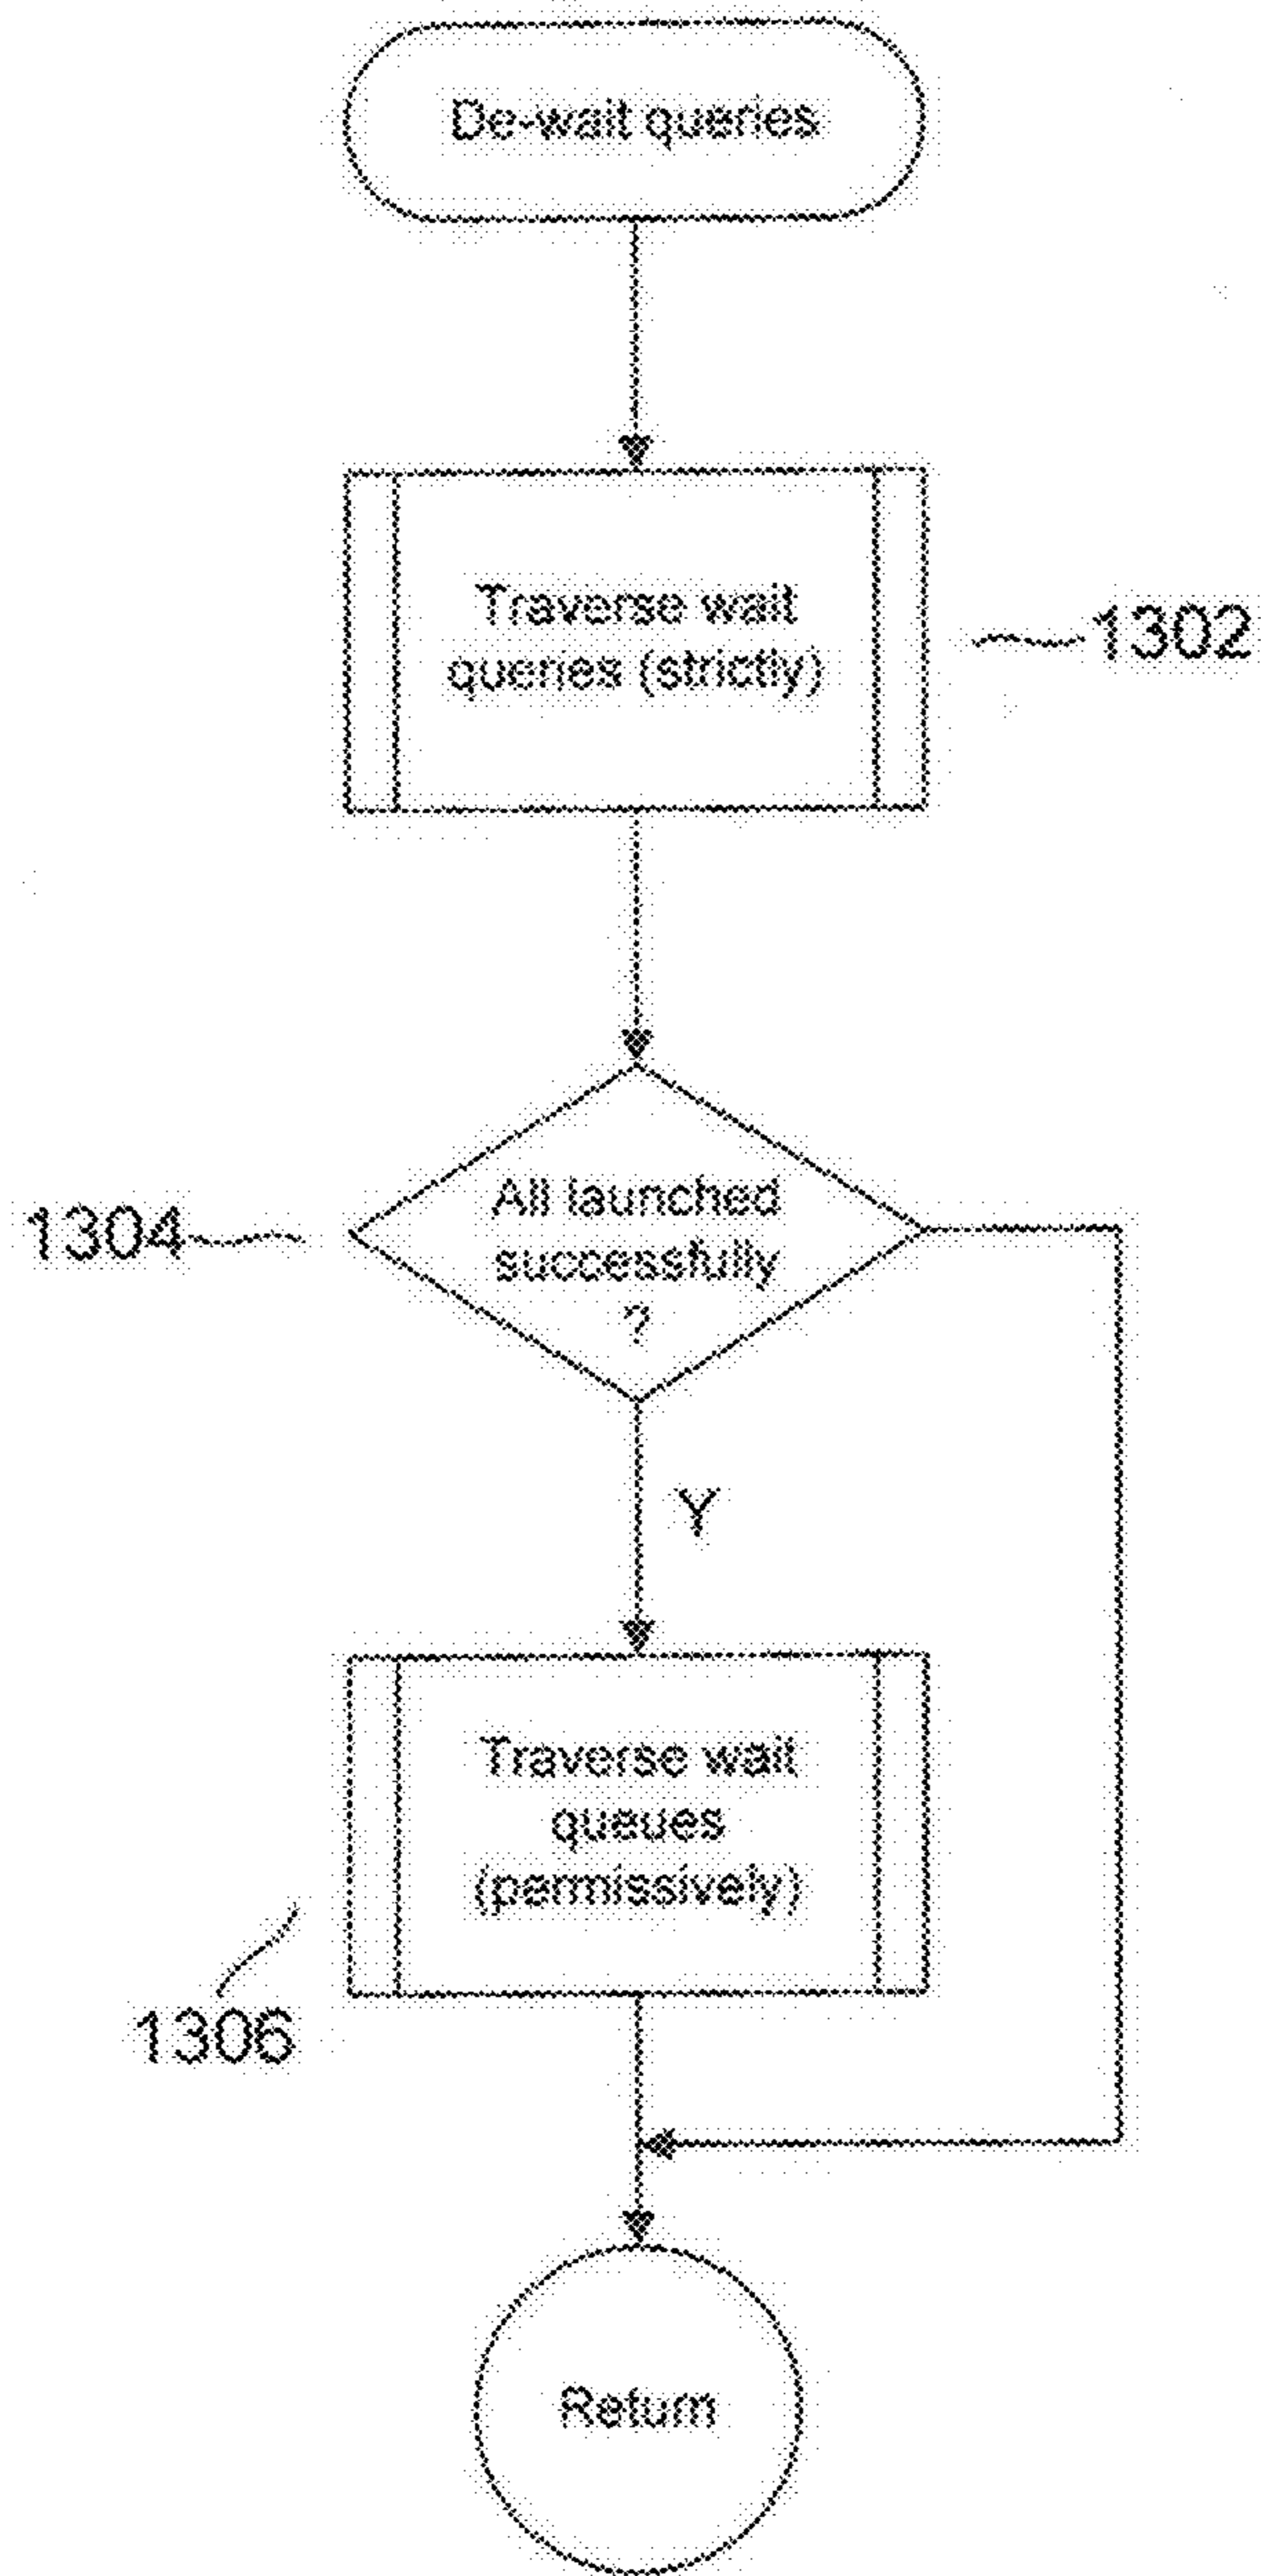 De-wait queries
Traverse wait
queries (strictly)
1302
All launched
successfully
?
1304
Y
Traverse wait
queues
(permissively)
1306
Return